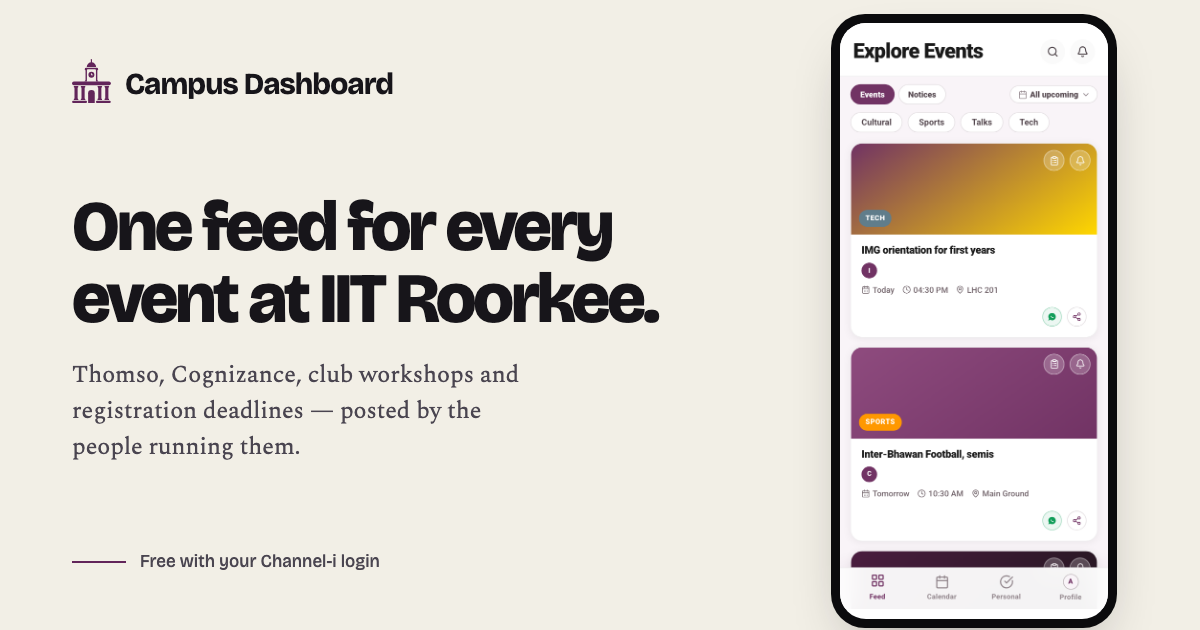 Campus Dashboard
One feed for every
event at IIT Roorkee.
Thomso, Cognizance, club workshops and
registration deadlines — posted by the
people running them.
Free with your Channel-i login
Explore Events
Events Notices All upcoming
Cultural Sports Talks Tech
TECH
IMG orientation for first years
I
Today 04:30 PM LHC 201
SPORTS
Inter-Bhawan Football, semis
C
Tomorrow 10:30 AM Main Ground
A
Feed Calendar Personal Profile